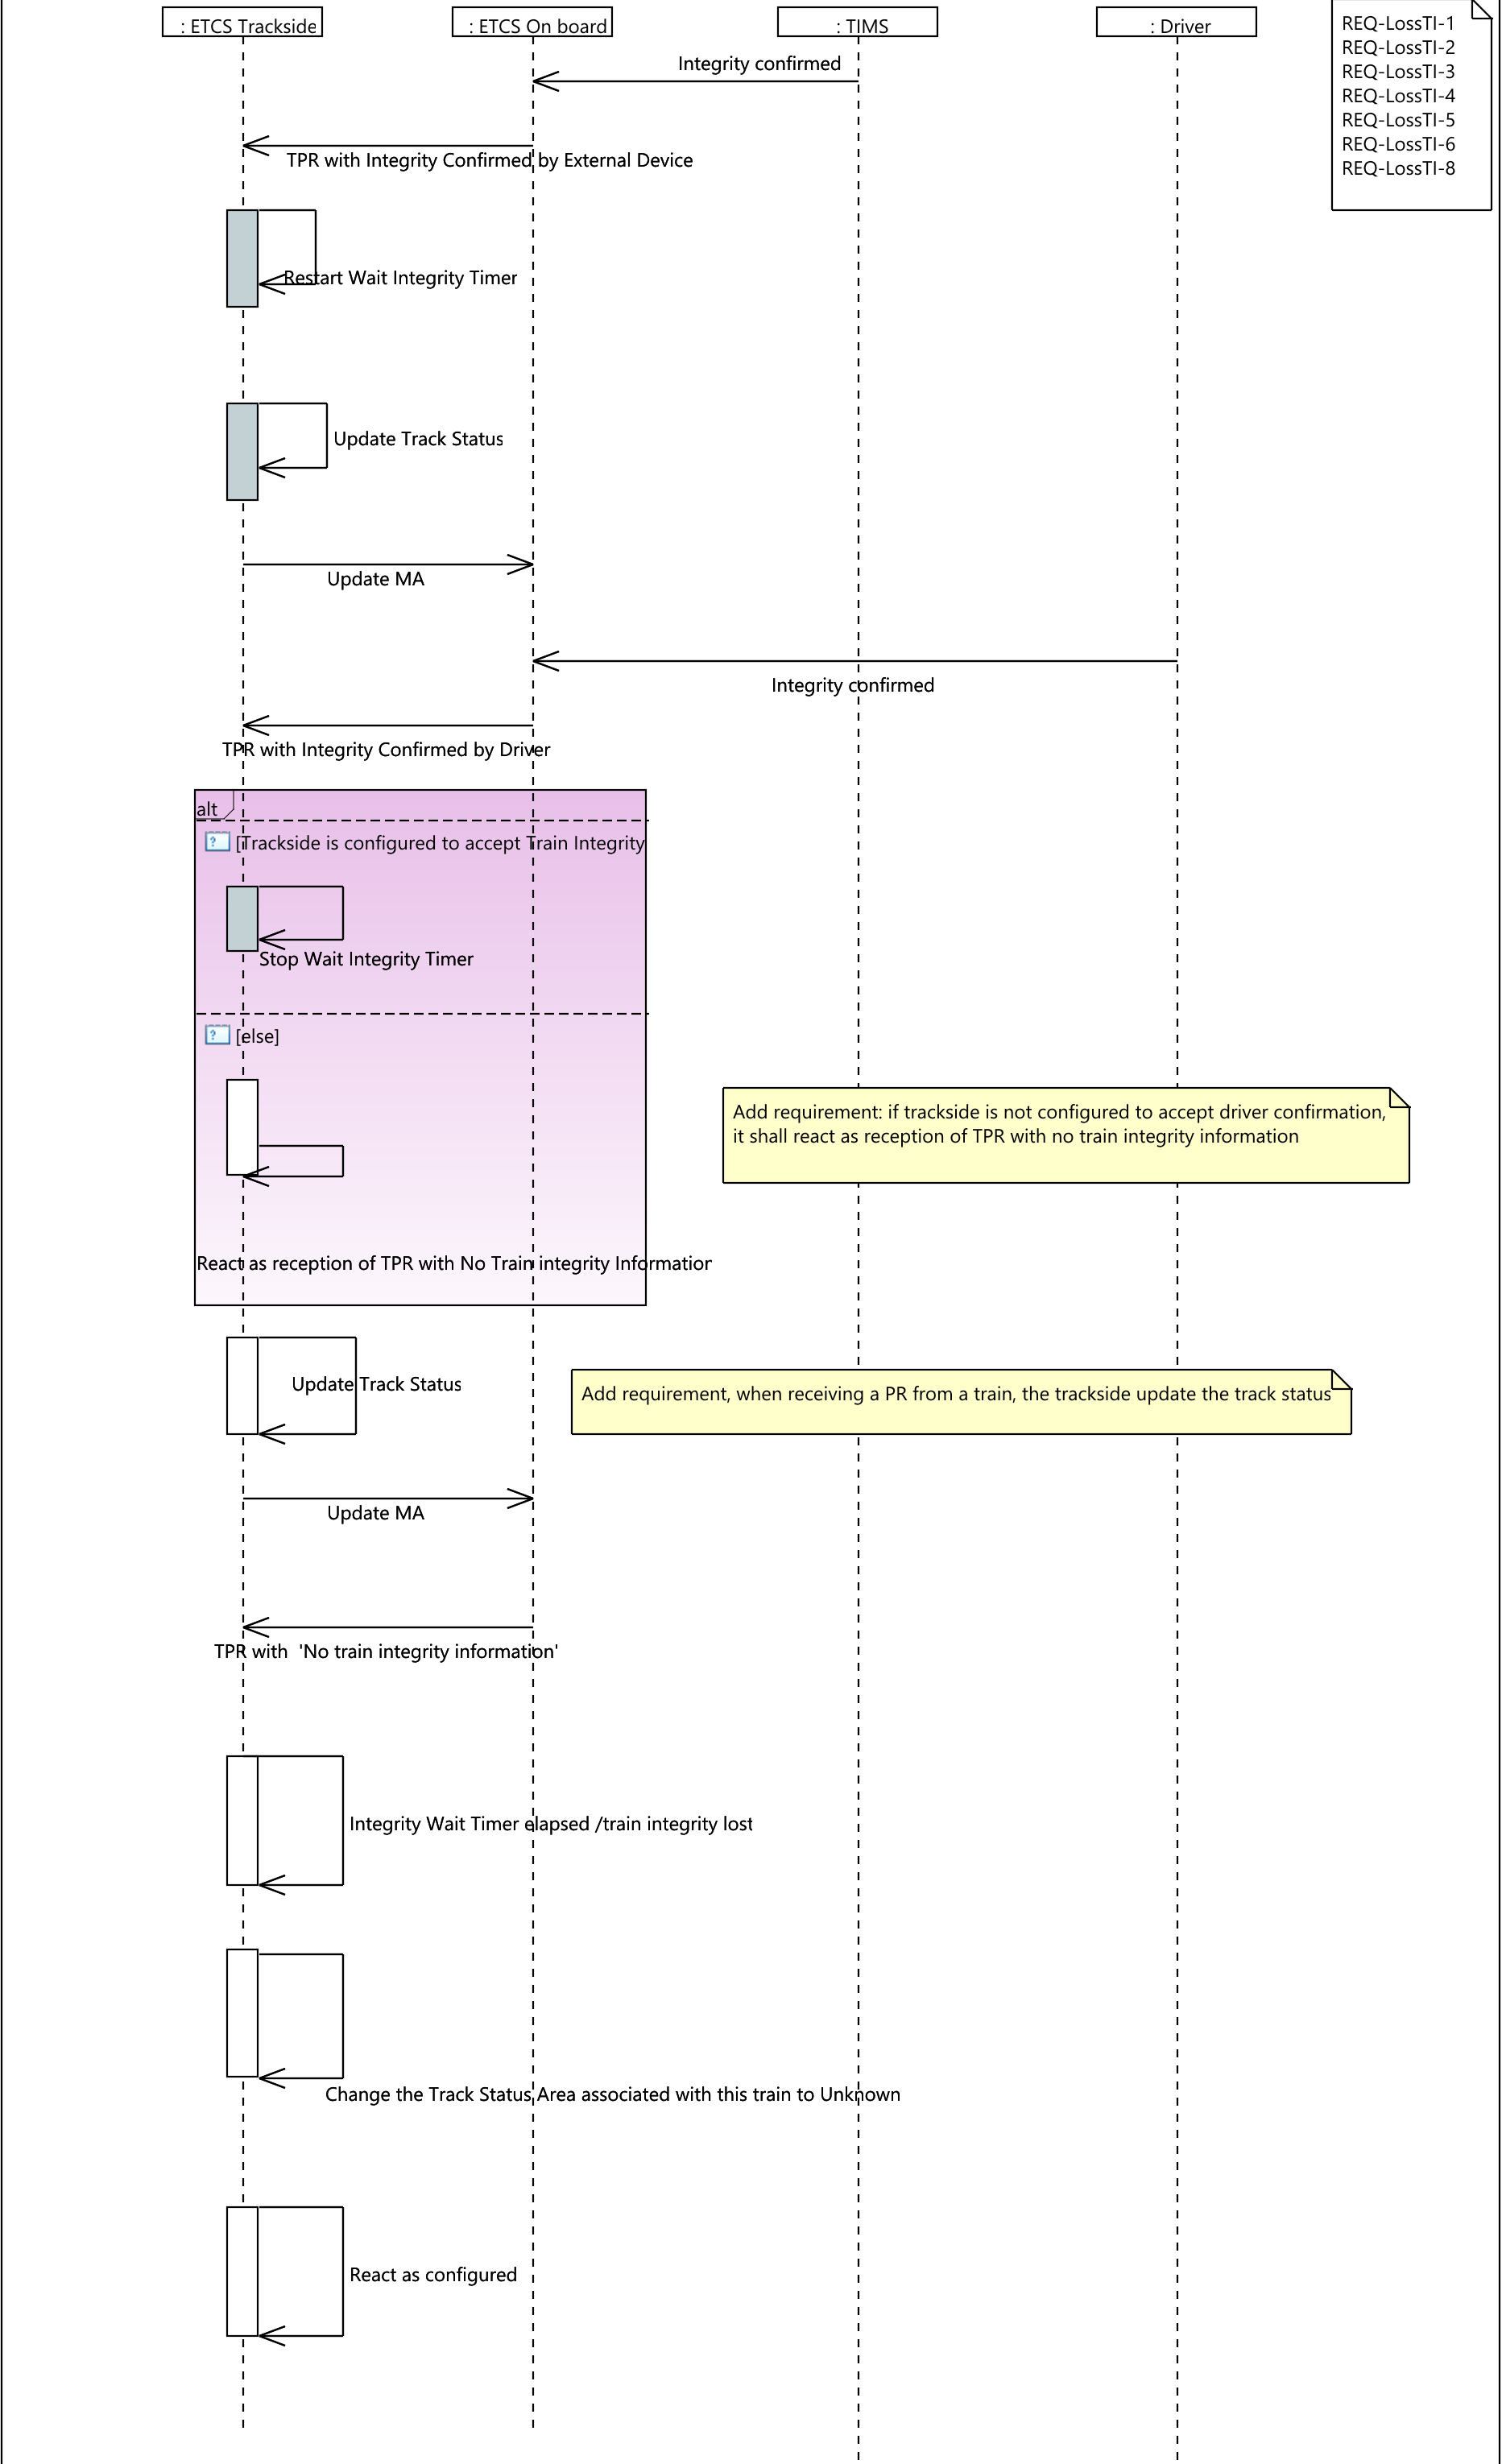 : ETCS Trackside
: ETCS On board
: TIMS
: Driver
REQ-LossTI-1
REQ-LossTI-2
REQ-LossTI-3
REQ-LossTI-4
REQ-LossTI-5
REQ-LossTI-6
REQ-LossTI-8
Integrity confirmed
TPR with Integrity Confirmed by External Device
Restart Wait Integrity Timer
Update Track Status
Update MA
Integrity confirmed
TPR with Integrity Confirmed by Driver
alt
[Trackside is configured to accept Train Integrity
Stop Wait Integrity Timer
[else]
Add requirement: if trackside is not configured to accept driver confirmation,
it shall react as reception of TPR with no train integrity information
React as reception of TPR with No Train integrity Information
Update Track Status
Add requirement, when receiving a PR from a train, the trackside update the track status
Update MA
TPR with  'No train integrity information'
Integrity Wait Timer elapsed /train integrity lost
Change the Track Status Area associated with this train to Unknown
React as configured